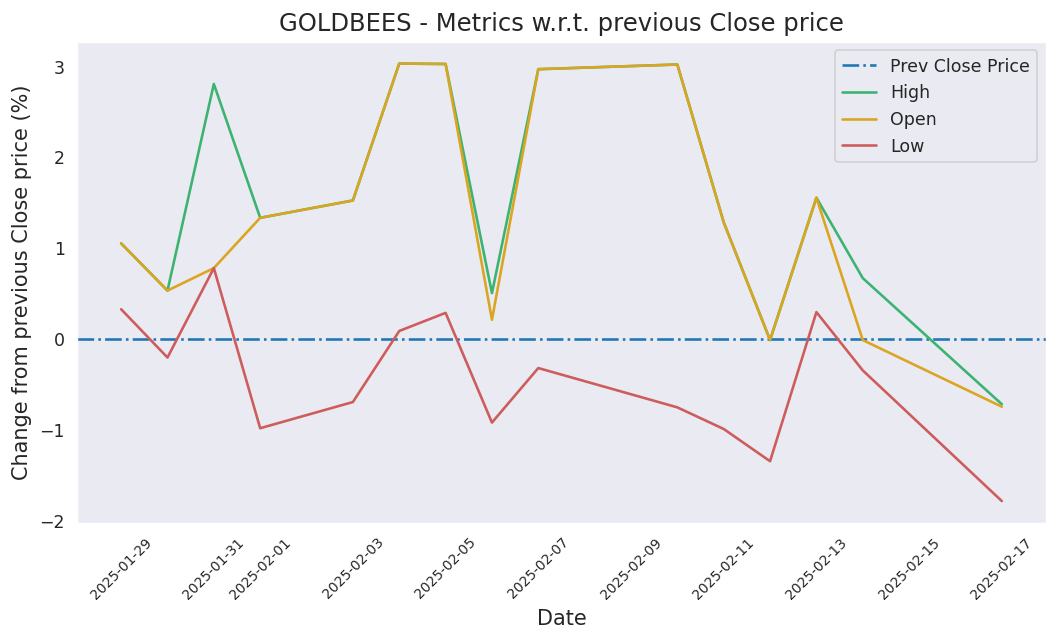 GOLDBEES - Metrics w.r.t. previous Close price
Change from previous Close price (%)
3
2
1
0
−1
−2
Prev Close Price
High
Open
Low
2025-01-29
2025-01-31
2025-02-01
2025-02-03
2025-02-05
2025-02-07
2025-02-09
2025-02-11
2025-02-13
2025-02-15
2025-02-17
Date